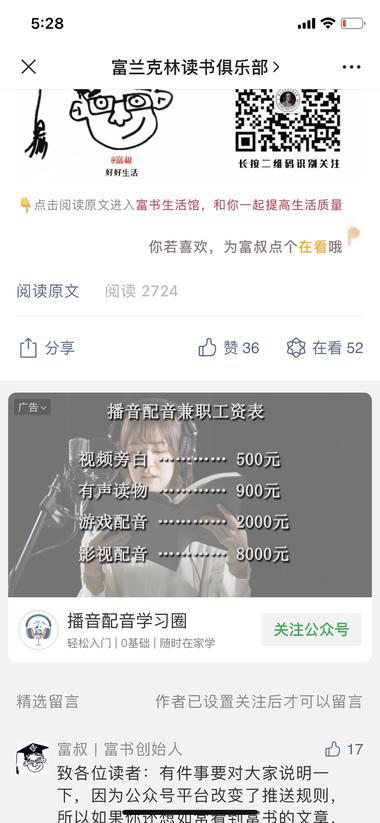 5:28
富兰克林读书俱乐部
@富叔
好好生活
长按二维码识别关注
点击阅读原文进入富书生活馆，和你一起提高生活质量
你若喜欢，为富叔点个在看哦
阅读原文 阅读 2724
分享 赞 36 在看 52
广告
播音配音兼职工资表
视频旁白 ············ 500元
有声读物 ············ 900元
游戏配音 ············ 2000元
影视配音 ············ 8000元
播音配音学习圈
轻松入门 | 0基础 | 随时在家学
关注公众号
精选留言 作者已设置关注后才可以留言
富叔 | 富书创始人 17
致各位读者：有件事要对大家说明一
下，因为公众号平台改变了推送规则，
所以如果你还想如常看到富书的文章，